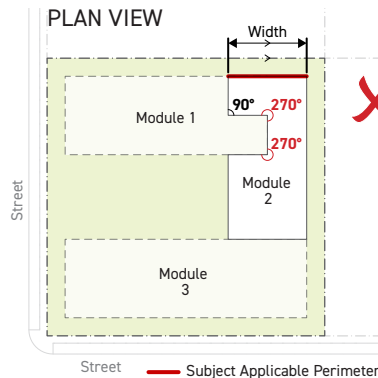 PLAN VIEW
Width
90°
270°
Module 1
270°
Module
2
Street
Module
3
Street
Subject Applicable Perimeter